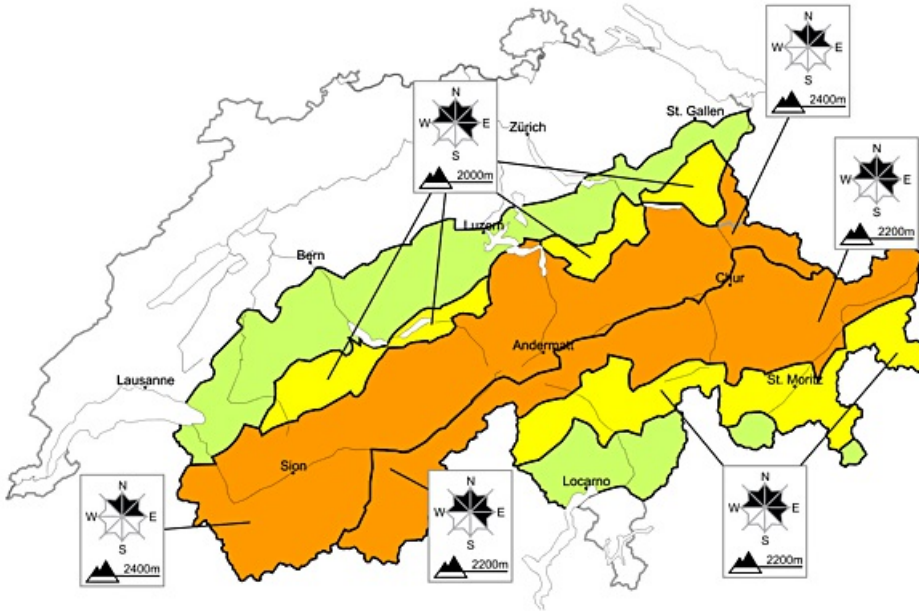 N
W E
S
2400m
N
W E
S
2000m
St. Gallen
Zürich
N
W E
S
2200m
Luzern
Bern
Chur
Andermatt
Lausanne
St. Moritz
Sion
Locarno
N
W E
S
2400m
N
W E
S
2200m
N
W E
S
2200m